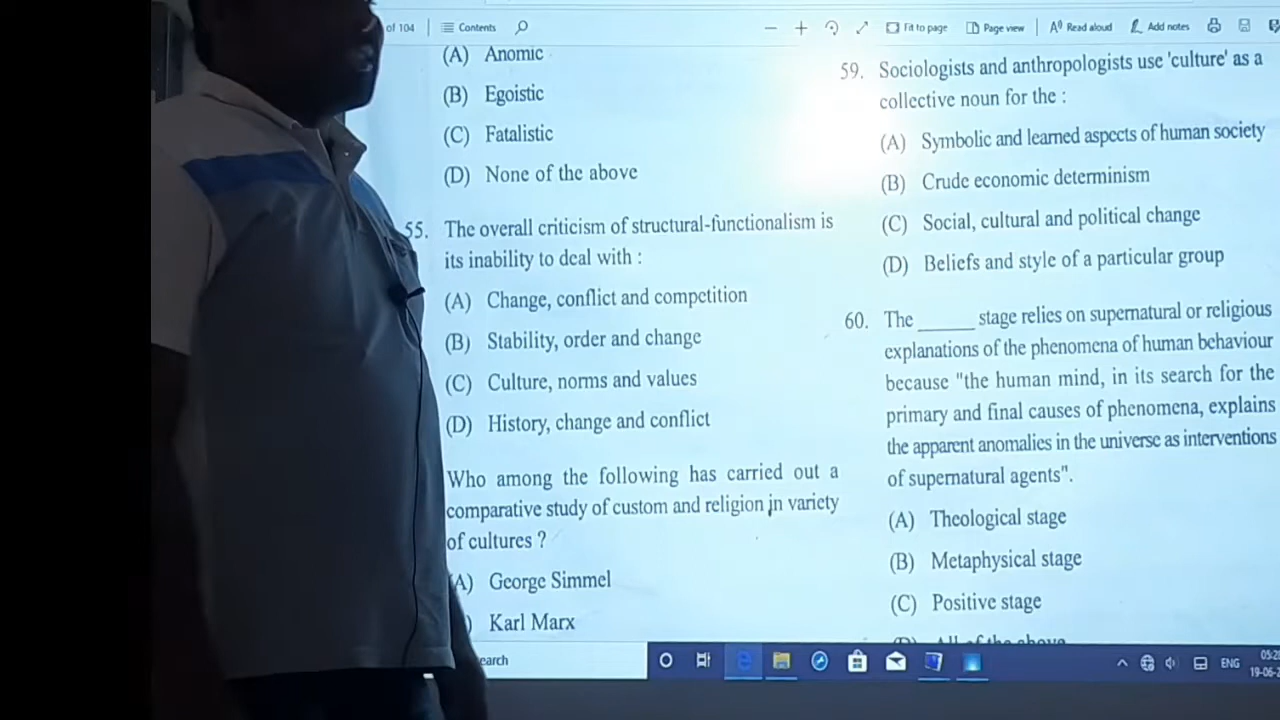 of 104
Contents
Fit to page
Page view
Read aloud
Add notes
(A) Anomic
(B) Egoistic
(C) Fatalistic
(D) None of the above
55. The overall criticism of structural-functionalism is
its inability to deal with :
(A) Change, conflict and competition
(B) Stability, order and change
(C) Culture, norms and values
(D) History, change and conflict
Who among the following has carried out a
comparative study of custom and religion in variety
of cultures ?
A) George Simmel
) Karl Marx
59. Sociologists and anthropologists use 'culture' as a
collective noun for the :
(A) Symbolic and learned aspects of human society
(B) Crude economic determinism
(C) Social, cultural and political change
(D) Beliefs and style of a particular group
60. The ______ stage relies on supernatural or religious
explanations of the phenomena of human behaviour
because "the human mind, in its search for the
primary and final causes of phenomena, explains
the apparent anomalies in the universe as interventions
of supernatural agents".
(A) Theological stage
(B) Metaphysical stage
(C) Positive stage
(D) All of the above
earch
ENG
19-06-